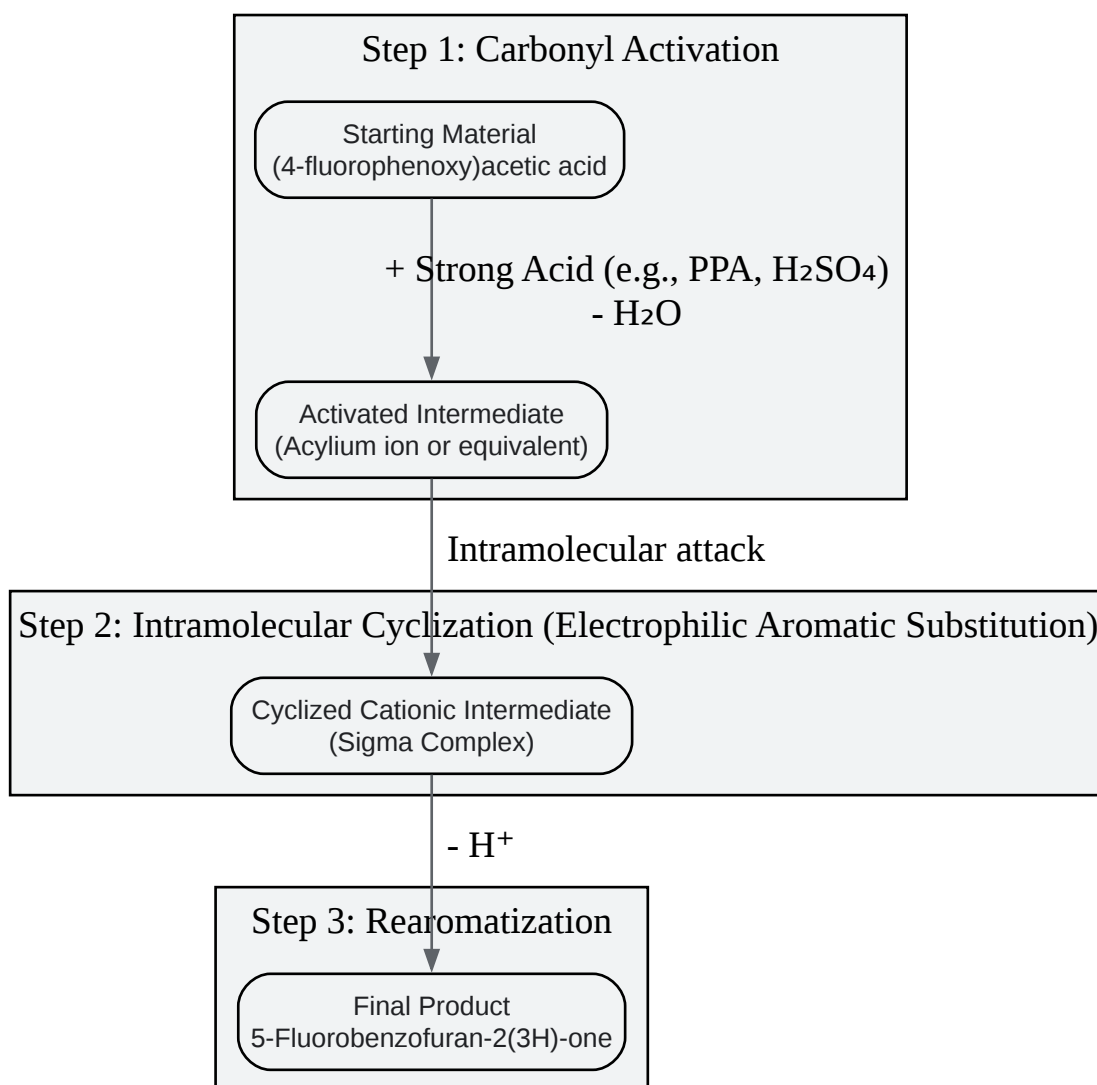 Step 1: Carbonyl Activation
Starting Material
(4-fluorophenoxy)acetic acid
+ Strong Acid (e.g., PPA, H₂SO₄)
- H₂O
Activated Intermediate
(Acylium ion or equivalent)
Intramolecular attack
Step 2: Intramolecular Cyclization (Electrophilic Aromatic Substitution)
Cyclized Cationic Intermediate
(Sigma Complex)
- H⁺
Step 3: Rearomatization
Final Product
5-Fluorobenzofuran-2(3H)-one